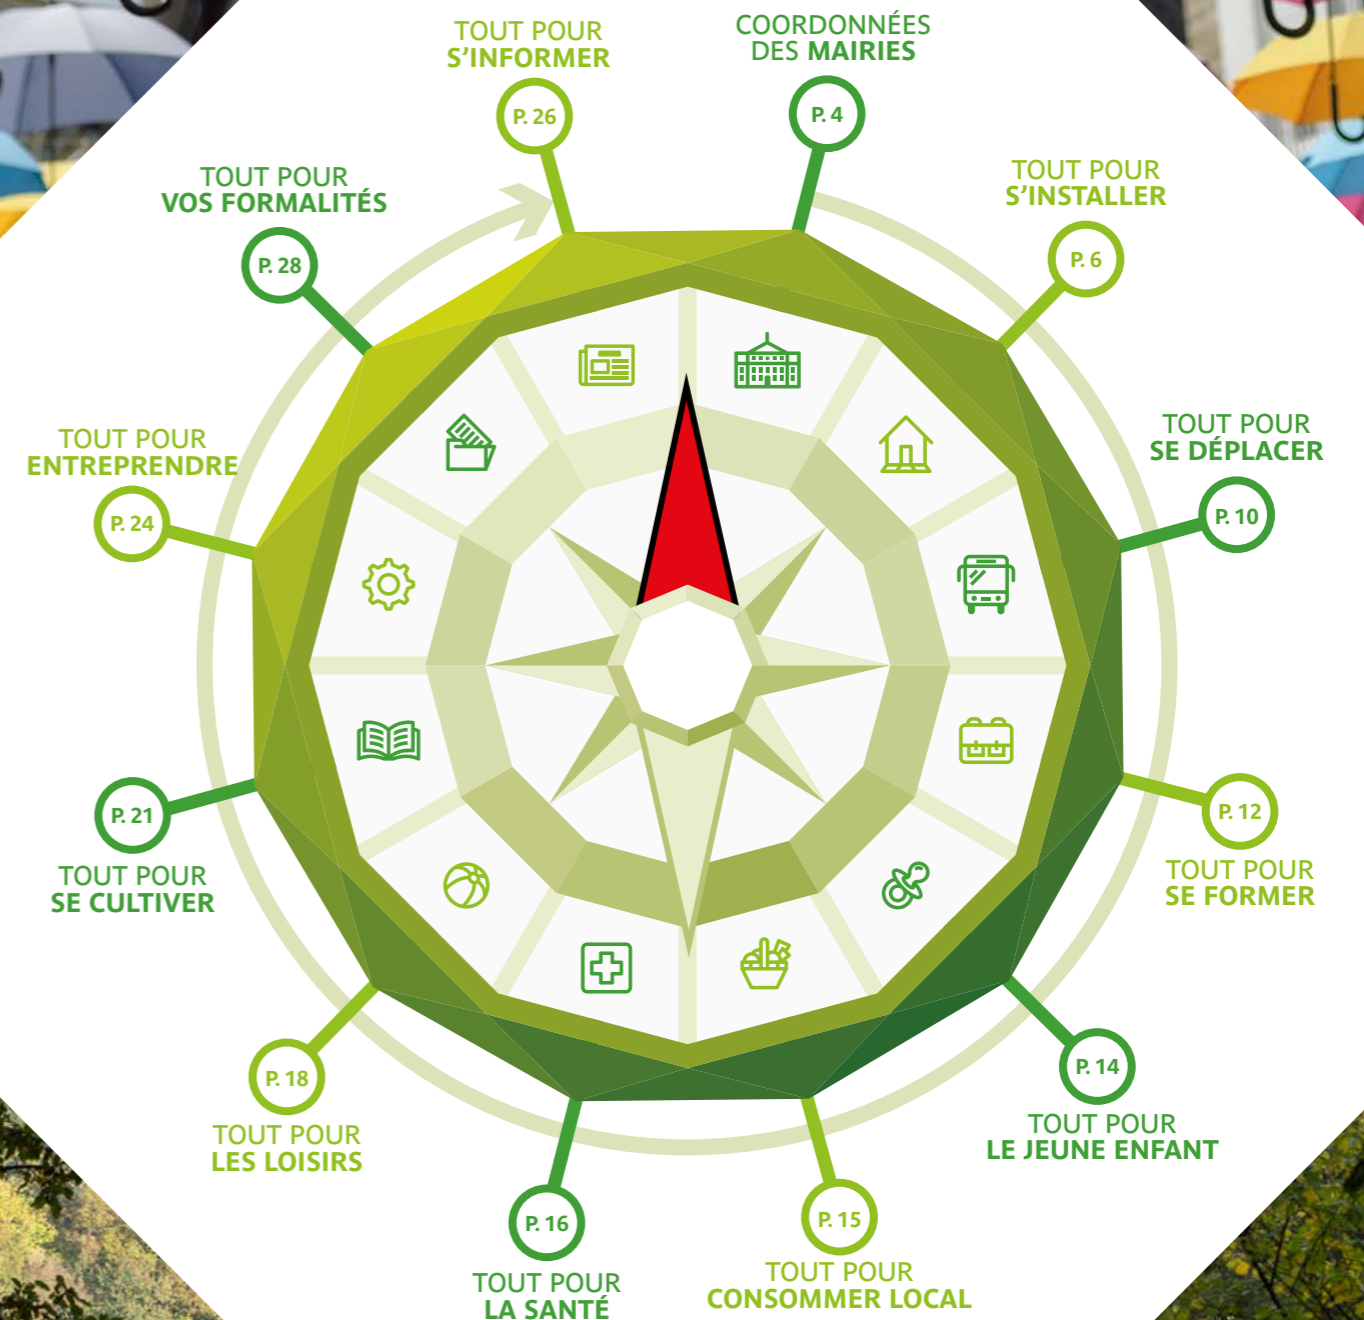 COORDONNÉES
DES MAIRIES
P. 4
TOUT POUR
S'INSTALLER
P. 6
TOUT POUR
SE DÉPLACER
P. 10
P. 12
TOUT POUR
SE FORMER
P. 14
TOUT POUR
LE JEUNE ENFANT
P. 15
TOUT POUR
CONSOMMER LOCAL
P. 16
TOUT POUR
LA SANTÉ
P. 18
TOUT POUR
LES LOISIRS
P. 21
TOUT POUR
SE CULTIVER
TOUT POUR
ENTREPRENDRE
P. 24
TOUT POUR
VOS FORMALITÉS
P. 28
TOUT POUR
S'INFORMER
P. 26